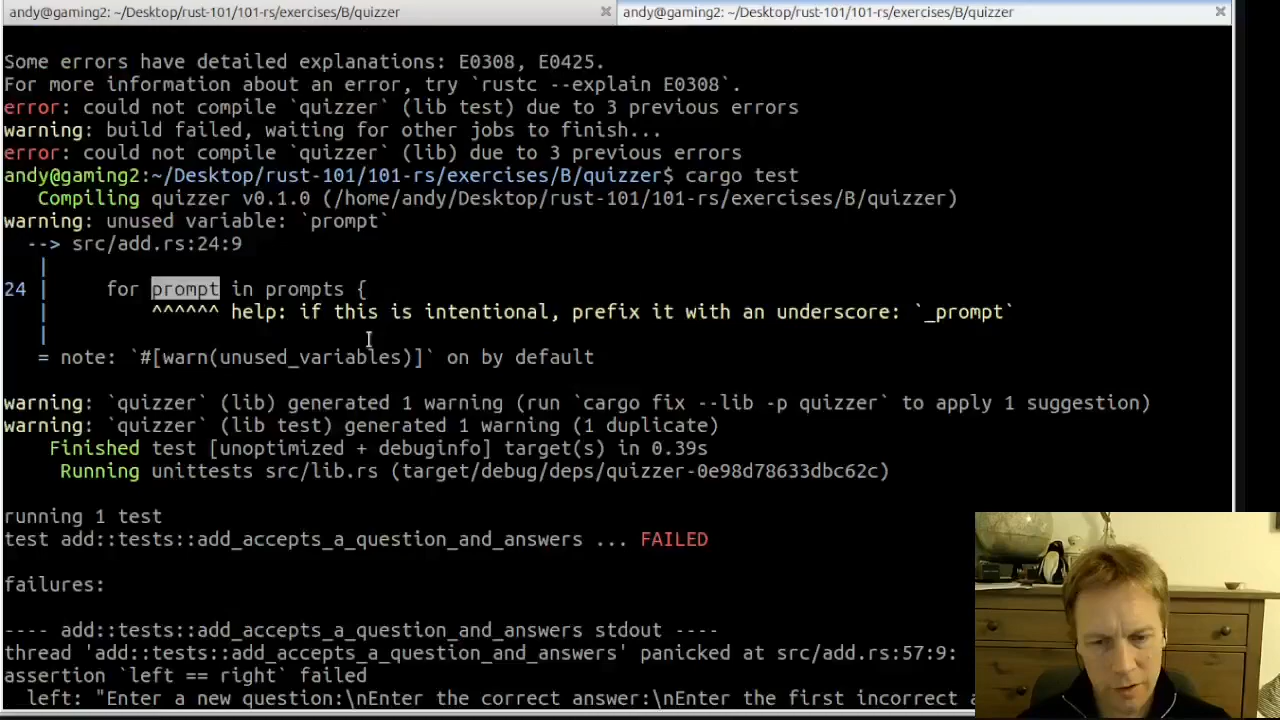 andy@gaming2: ~/Desktop/rust-101/101-rs/exercises/B/quizzer
andy@gaming2: ~/Desktop/rust-101/101-rs/exercises/B/quizzer
Some errors have detailed explanations: E0308, E0425.
For more information about an error, try `rustc --explain E0308`.
error: could not compile `quizzer` (lib test) due to 3 previous errors
warning: build failed, waiting for other jobs to finish...
error: could not compile `quizzer` (lib) due to 3 previous errors
andy@gaming2:~/Desktop/rust-101/101-rs/exercises/B/quizzer$ cargo test
   Compiling quizzer v0.1.0 (/home/andy/Desktop/rust-101/101-rs/exercises/B/quizzer)
warning: unused variable: `prompt`
  --> src/add.rs:24:9
   |
24 |     for prompt in prompts {
   |         ^^^^^^ help: if this is intentional, prefix it with an underscore: `_prompt`
   |
   = note: `#[warn(unused_variables)]` on by default
warning: `quizzer` (lib) generated 1 warning (run `cargo fix --lib -p quizzer` to apply 1 suggestion)
warning: `quizzer` (lib test) generated 1 warning (1 duplicate)
    Finished test [unoptimized + debuginfo] target(s) in 0.39s
     Running unittests src/lib.rs (target/debug/deps/quizzer-0e98d78633dbc62c)
running 1 test
test add::tests::add_accepts_a_question_and_answers ... FAILED
failures:
---- add::tests::add_accepts_a_question_and_answers stdout ----
thread 'add::tests::add_accepts_a_question_and_answers' panicked at src/add.rs:57:9:
assertion `left == right` failed
  left: "Enter a new question:\nEnter the correct answer:\nEnter the first incorrect